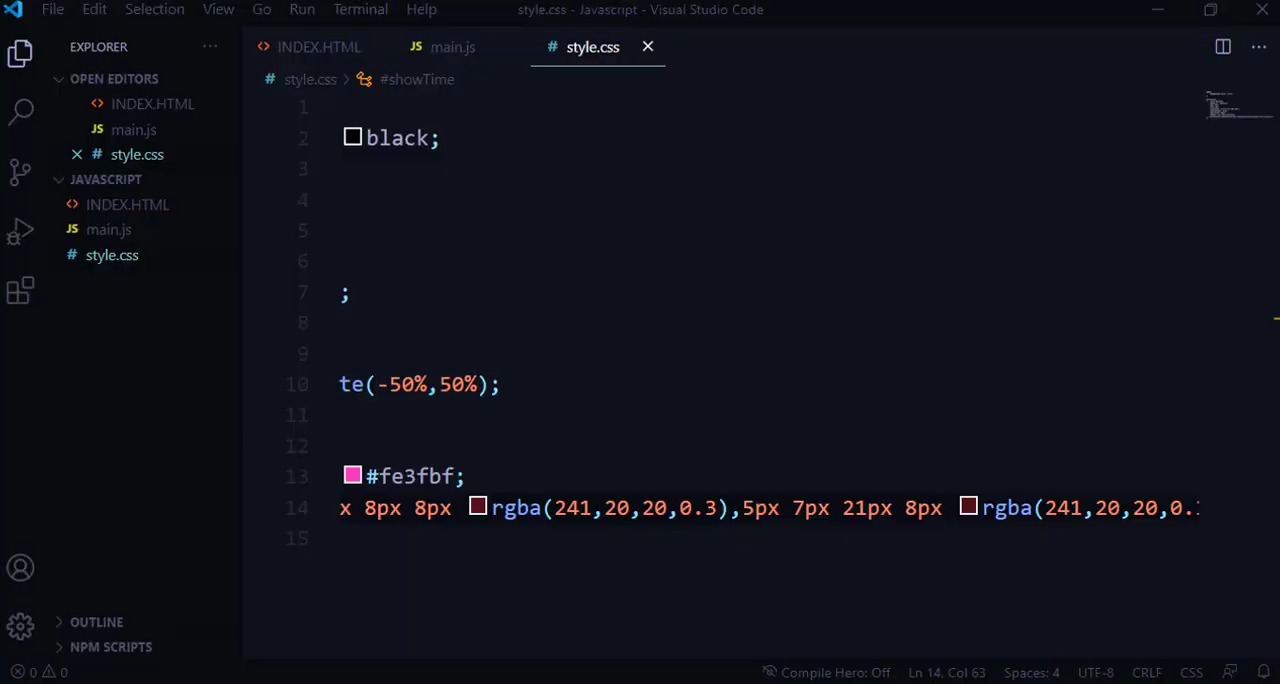 File Edit Selection View Go Run Terminal Help style.css - Javascript - Visual Studio Code
EXPLORER ···
OPEN EDITORS
<> INDEX.HTML
JS main.js
# style.css
JAVASCRIPT
<> INDEX.HTML
JS main.js
# style.css
OUTLINE
NPM SCRIPTS
<> INDEX.HTML JS main.js # style.css
# style.css > #showTime
1
2 black;
3
4
5
6
7 ;
8
9
10 te(-50%,50%);
11
12
13 #fe3fbf;
14 x 8px 8px rgba(241,20,20,0.3),5px 7px 21px 8px rgba(241,20,20,0.
15
0 0 Compile Hero: Off Ln 14, Col 63 Spaces: 4 UTF-8 CRLF CSS